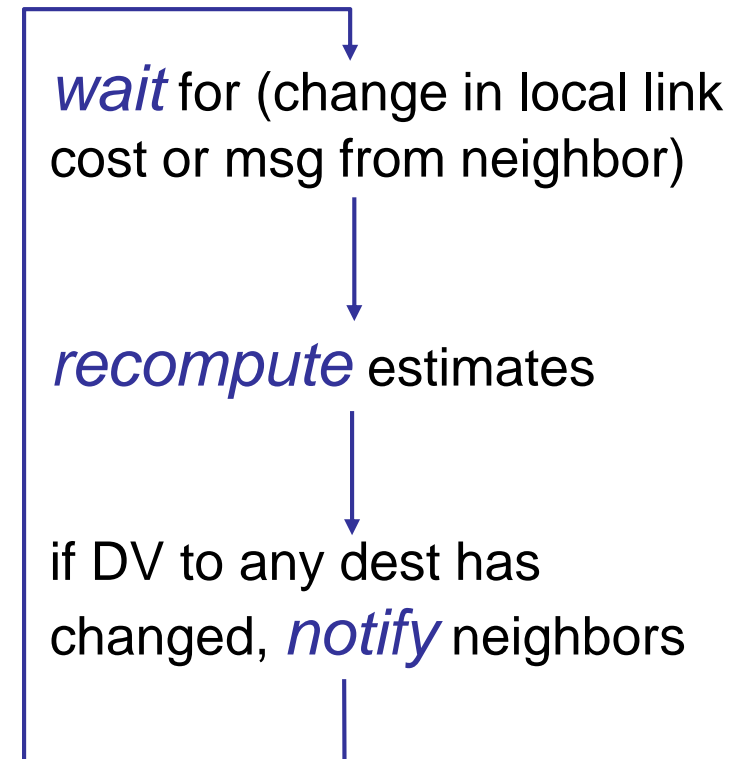 wait for (change in local link
cost or msg from neighbor)
recompute estimates
if DV to any dest has
changed, notify neighbors